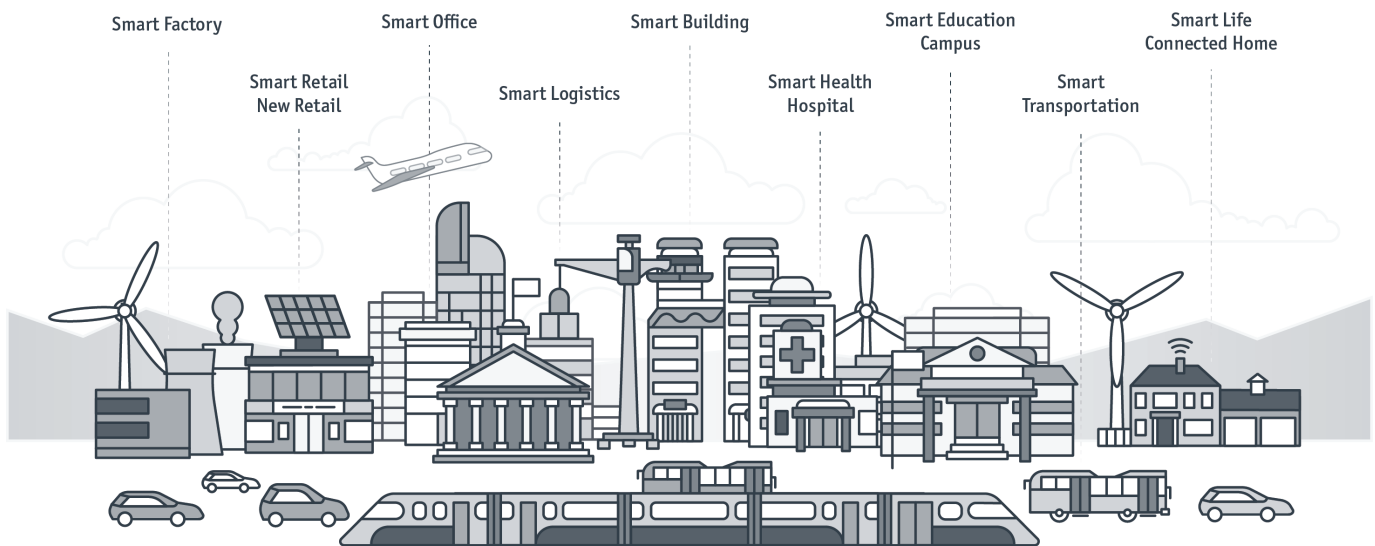 Smart Factory
Smart Retail
New Retail
Smart Office
Smart Logistics
Smart Building
Smart Health
Hospital
Smart Education
Campus
Smart
Transportation
Smart Life
Connected Home